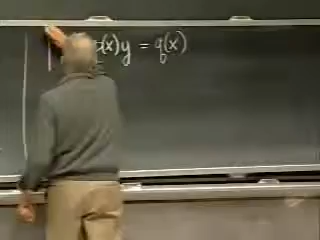 (x)y = q(x)